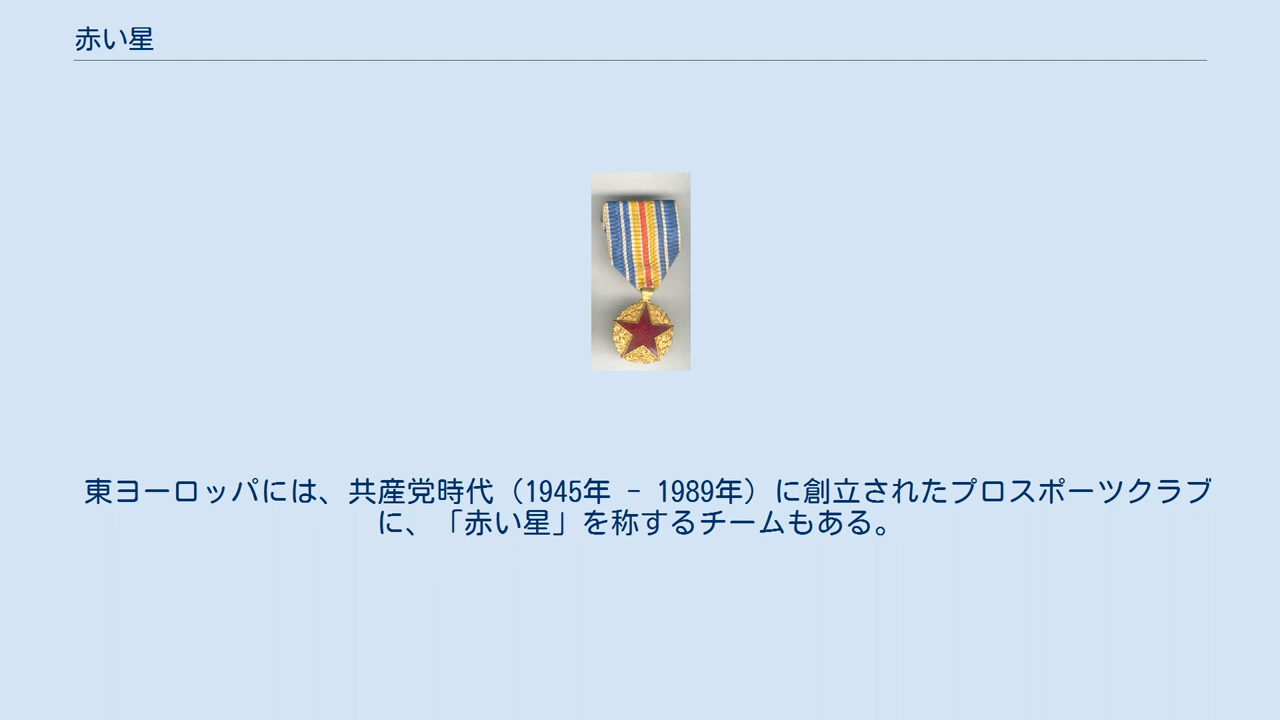 赤い星
東ヨーロッパには、共産党時代（1945年 - 1989年）に創立されたプロスポーツクラブ
に、「赤い星」を称するチームもある。